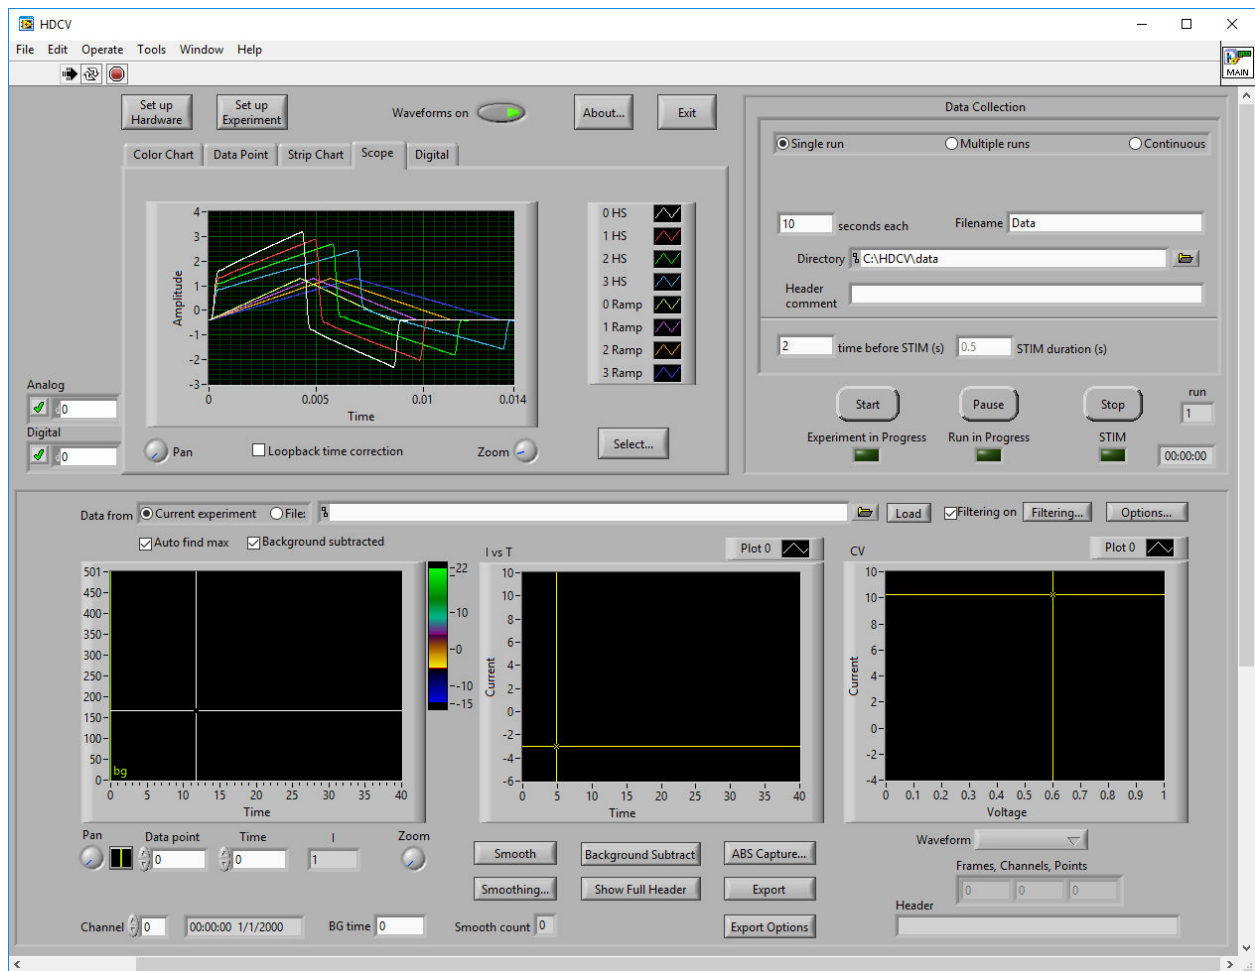 HDCV
File Edit Operate Tools Window Help
MAIN
Set up Hardware
Set up Experiment
Waveforms on
About...
Exit
Color Chart Data Point Strip Chart Scope Digital
Amplitude
4
3
2
1
0
-1
-2
-3
0 0.005 0.01 0.014
Time
0 HS
1 HS
2 HS
3 HS
0 Ramp
1 Ramp
2 Ramp
3 Ramp
Analog
0
Digital
0
Pan
Loopback time correction
Zoom
Select...
Data Collection
Single run Multiple runs Continuous
10 seconds each
Filename Data
Directory C:\HDCV\data
Header comment
2 time before STIM (s) 0.5 STIM duration (s)
Start Pause Stop
run
1
Experiment in Progress Run in Progress STIM
00:00:00
Data from Current experiment File:
Load
Filtering on Filtering... Options...
Auto find max Background subtracted
501
450
400
350
300
250
200
150
100
50
0
bg
0 5 10 15 20 25 30 35 40
Time
22
10
0
-10
-15
I vs T
Plot 0
Current
10
10
8
6
4
2
0
-2
-4
-6
0 5 10 15 20 25 30 35 40
Time
CV
Plot 0
Current
10
10
8
6
4
2
0
-2
-4
0 0.1 0.2 0.3 0.4 0.5 0.6 0.7 0.8 0.9 1
Voltage
Pan Data point Time I Zoom
0 0 1
Smooth Background Subtract ABS Capture...
Smoothing... Show Full Header Export
Channel 0 00:00:00 1/1/2000 BG time 0 Smooth count 0 Export Options
Waveform
Frames, Channels, Points
0 0 0
Header